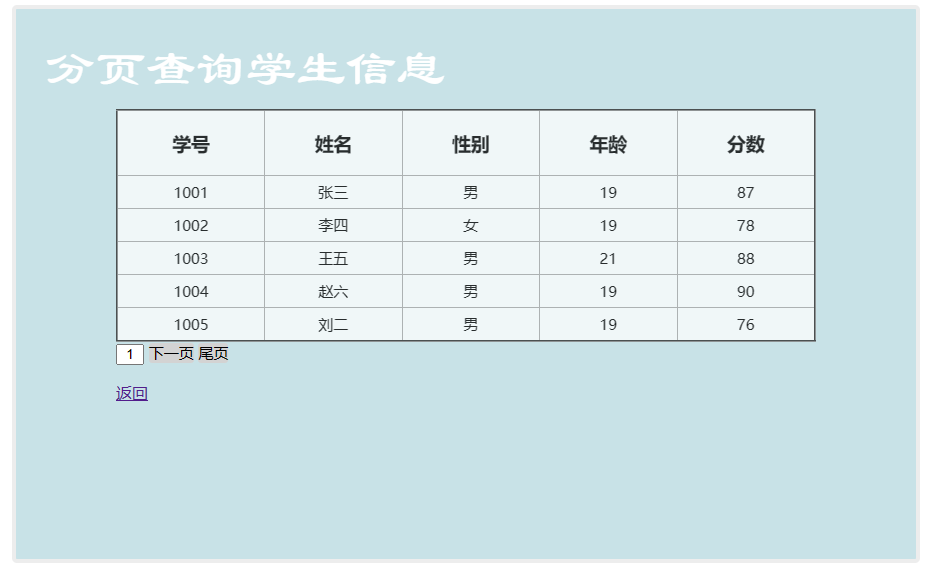 分页查询学生信息
学号 姓名 性别 年龄 分数
1001 张三 男 19 87
1002 李四 女 19 78
1003 王五 男 21 88
1004 赵六 男 19 90
1005 刘二 男 19 76
1 下一页 尾页
返回